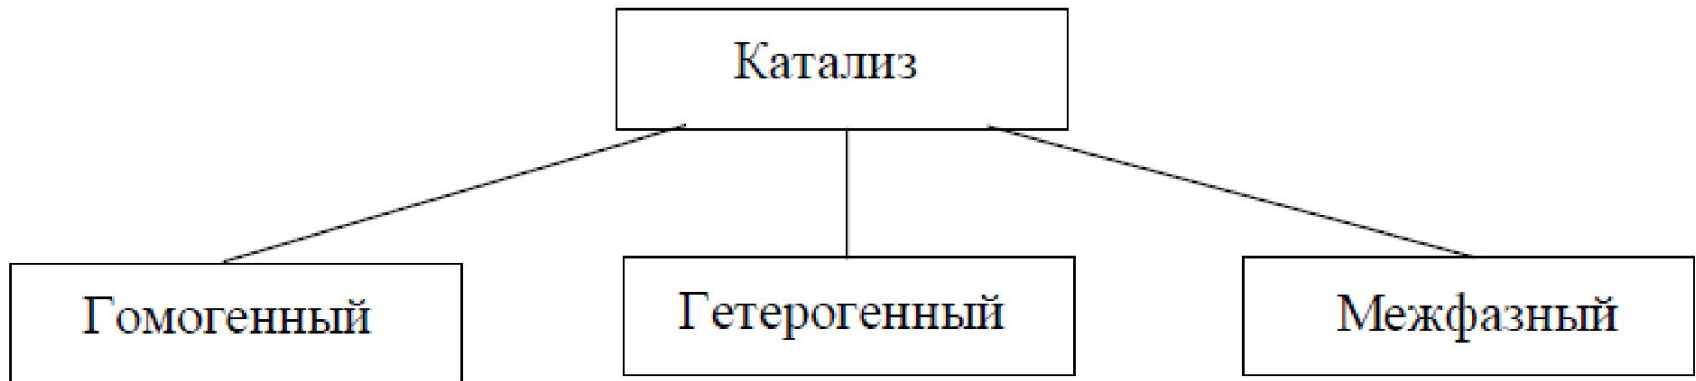 Катализ
Гомогенный
Гетерогенный
Межфазный